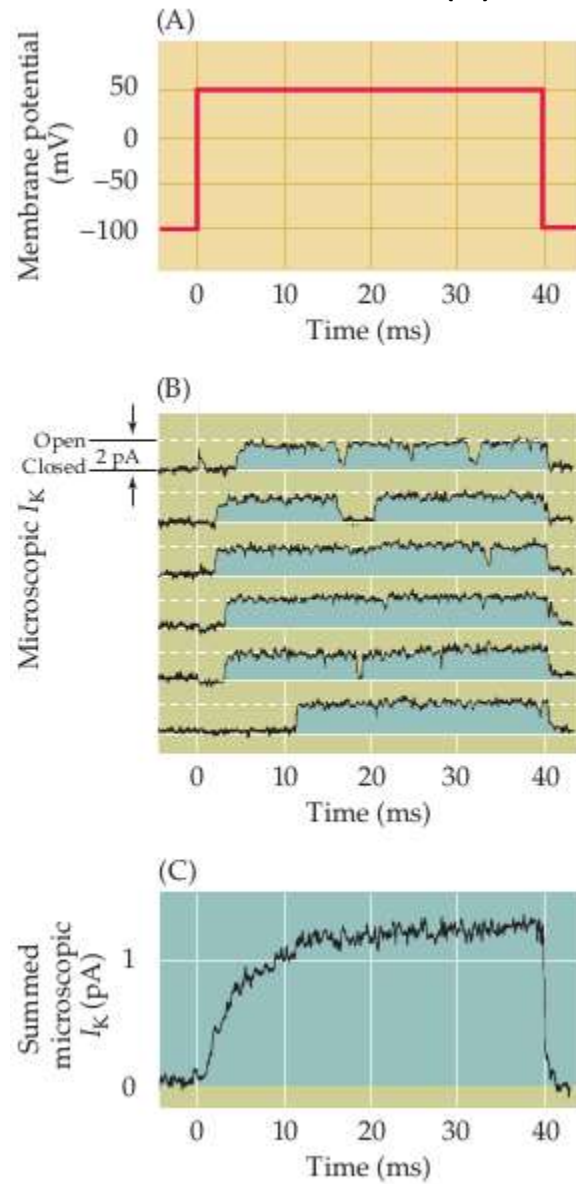 (A)
Membrane potential
(mV)
50
0
−50
−100
0 10 20 30 40
Time (ms)
(B)
Open
Closed
2 pA
Microscopic I_K
0 10 20 30 40
Time (ms)
(C)
Summed
microscopic
I_K (pA)
1
0
0 10 20 30 40
Time (ms)